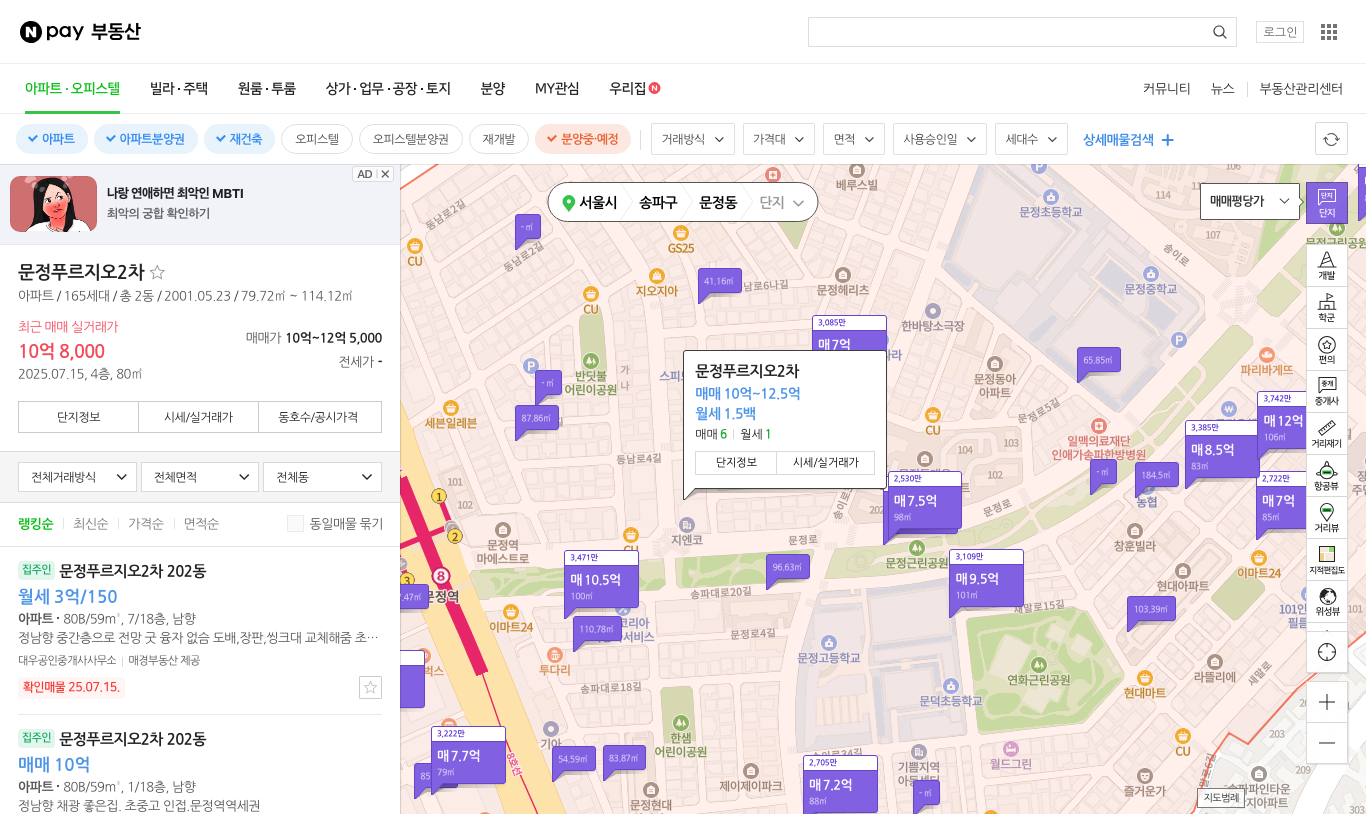 N pay 부동산
로그인
아파트·오피스텔 빌라·주택 원룸·투룸 상가·업무·공장·토지 분양 MY관심 우리집 N 커뮤니티 뉴스 부동산관리센터
아파트 아파트분양권 재건축 오피스텔 오피스텔분양권 재개발 분양중·예정 거래방식 가격대 면적 사용승인일 세대수 상세매물검색
AD
나랑 연애하면 최악인 MBTI
최악의 궁합 확인하기
문정푸르지오2차
아파트 / 165세대 / 총 2동 / 2001.05.23 / 79.72㎡ ~ 114.12㎡
최근 매매 실거래가
10억 8,000
2025.07.15, 4층, 80㎡
매매가 10억~12억 5,000
전세가 -
단지정보 시세/실거래가 동호수/공시가격
전체거래방식 전체면적 전체동
랭킹순 최신순 가격순 면적순 동일매물 묶기
집주인 문정푸르지오2차 202동
월세 3억/150
아파트 · 80B/59㎡, 7/18층, 남향
정남향 중간층으로 전망 굿 융자 없슴 도배,장판,씽크대 교체해줌 초…
대우공인중개사사무소 매경부동산 제공
확인매물 25.07.15.
집주인 문정푸르지오2차 202동
매매 10억
아파트 · 80B/59㎡, 1/18층, 남향
정남향 채광 좋은집. 초중고 인접.문정역역세권
서울시 송파구 문정동 단지
매매평당가
단지
단지
개발
학군
편의
중개
중개사
거리재기
항공뷰
거리뷰
지적편집도
위성뷰
지도범례
문정푸르지오2차
매매 10억~12.5억
월세 1.5백
매매 6 월세 1
단지정보 시세/실거래가
베루스빌
문정초등학교
106
114
111
107
동남로2길
- ㎡
CU
동남로2길
GS25
지오지아
41.16㎡
문정헤리츠
문정중학교
송이로
CU
한바탕소극장
3,085만
매7억
65.85㎡
파리바게뜨
반딧불
어린이공원
가
나
- ㎡
87.86㎡
세븐일레븐
문정동아
아파트
문정로5길
CU
일맥의료재단
인애가송파한방병원
3,742만
매12억
106㎡
3,385만
매8.5억
83㎡
동남로4길
104
103
101
102
- ㎡
184.5㎡
농협
2,722만
매7억
85㎡
2,530만
매7.5억
98㎡
101
102
1
2
3
8
문정역
마에스트로
CU
지엔코
문정로
송이로
202
문정로
문정근린공원
창훈빌라
이마트24
3,471만
매10.5억
100㎡
96.63㎡
3,109만
매9.5억
101㎡
현대아파트
송파대로20길
새말로15길
103.39㎡
이마트24
110.78㎡
문정로4길
문정고등학교
투다리
송파대로18길
연화근린공원
문덕초등학교
라뜰리에
새말로
현대마트
한샘
어린이공원
3,222만
매7.7억
79㎡
8호선
54.59㎡
83.87㎡
제이제이파크
문정현대
2,705만
매7.2억
88㎡
- ㎡
월드그린
CU
즐거운가
203
209
303